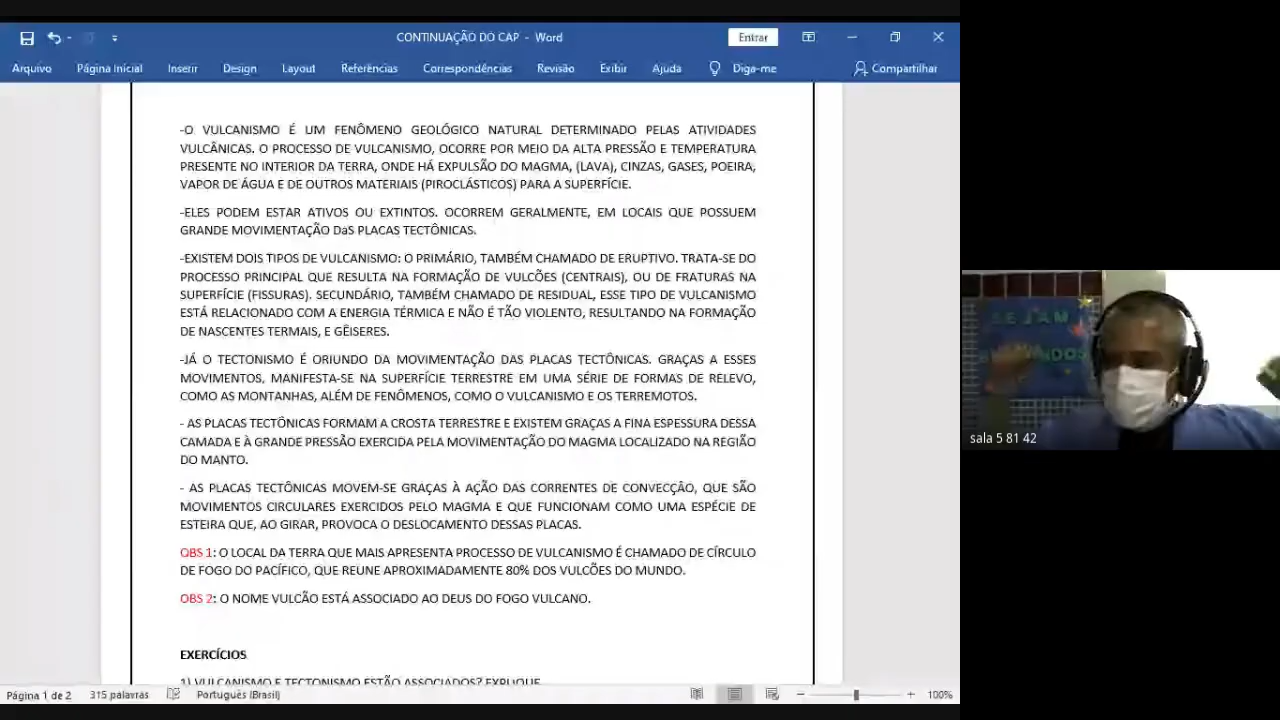 CONTINUAÇÃO DO CAP - Word
Entrar
Arquivo Página Inicial Inserir Design Layout Referências Correspondências Revisão Exibir Ajuda Diga-me Compartilhar
-O VULCANISMO É UM FENÔMENO GEOLÓGICO NATURAL DETERMINADO PELAS ATIVIDADES
VULCÂNICAS. O PROCESSO DE VULCANISMO, OCORRE POR MEIO DA ALTA PRESSÃO E TEMPERATURA
PRESENTE NO INTERIOR DA TERRA, ONDE HÁ EXPULSÃO DO MAGMA, (LAVA), CINZAS, GASES, POEIRA,
VAPOR DE ÁGUA E DE OUTROS MATERIAIS (PIROCLÁSTICOS) PARA A SUPERFÍCIE.
-ELES PODEM ESTAR ATIVOS OU EXTINTOS. OCORREM GERALMENTE, EM LOCAIS QUE POSSUEM
GRANDE MOVIMENTAÇÃO DaS PLACAS TECTÔNICAS.
-EXISTEM DOIS TIPOS DE VULCANISMO: O PRIMÁRIO, TAMBÉM CHAMADO DE ERUPTIVO. TRATA-SE DO
PROCESSO PRINCIPAL QUE RESULTA NA FORMAÇÃO DE VULCÕES (CENTRAIS), OU DE FRATURAS NA
SUPERFÍCIE (FISSURAS). SECUNDÁRIO, TAMBÉM CHAMADO DE RESIDUAL, ESSE TIPO DE VULCANISMO
ESTÁ RELACIONADO COM A ENERGIA TÉRMICA E NÃO É TÃO VIOLENTO, RESULTANDO NA FORMAÇÃO
DE NASCENTES TERMAIS, E GÊISERES.
-JÁ O TECTONISMO É ORIUNDO DA MOVIMENTAÇÃO DAS PLACAS TECTÔNICAS. GRAÇAS A ESSES
MOVIMENTOS, MANIFESTA-SE NA SUPERFÍCIE TERRESTRE EM UMA SÉRIE DE FORMAS DE RELEVO,
COMO AS MONTANHAS, ALÉM DE FENÔMENOS, COMO O VULCANISMO E OS TERREMOTOS.
- AS PLACAS TECTÔNICAS FORMAM A CROSTA TERRESTRE E EXISTEM GRAÇAS A FINA ESPESSURA DESSA
CAMADA E À GRANDE PRESSÃO EXERCIDA PELA MOVIMENTAÇÃO DO MAGMA LOCALIZADO NA REGIÃO
DO MANTO.
- AS PLACAS TECTÔNICAS MOVEM-SE GRAÇAS À AÇÃO DAS CORRENTES DE CONVECÇÃO, QUE SÃO
MOVIMENTOS CIRCULARES EXERCIDOS PELO MAGMA E QUE FUNCIONAM COMO UMA ESPÉCIE DE
ESTEIRA QUE, AO GIRAR, PROVOCA O DESLOCAMENTO DESSAS PLACAS.
OBS 1: O LOCAL DA TERRA QUE MAIS APRESENTA PROCESSO DE VULCANISMO É CHAMADO DE CÍRCULO
DE FOGO DO PACÍFICO, QUE REUNE APROXIMADAMENTE 80% DOS VULCÕES DO MUNDO.
OBS 2: O NOME VULCÃO ESTÁ ASSOCIADO AO DEUS DO FOGO VULCANO.
EXERCÍCIOS
1) VULCANISMO E TECTONISMO ESTÃO ASSOCIADOS? EXPLIQUE
Página 1 de 2 315 palavras Português (Brasil) 100%
SEJAM
sala 5 81 42